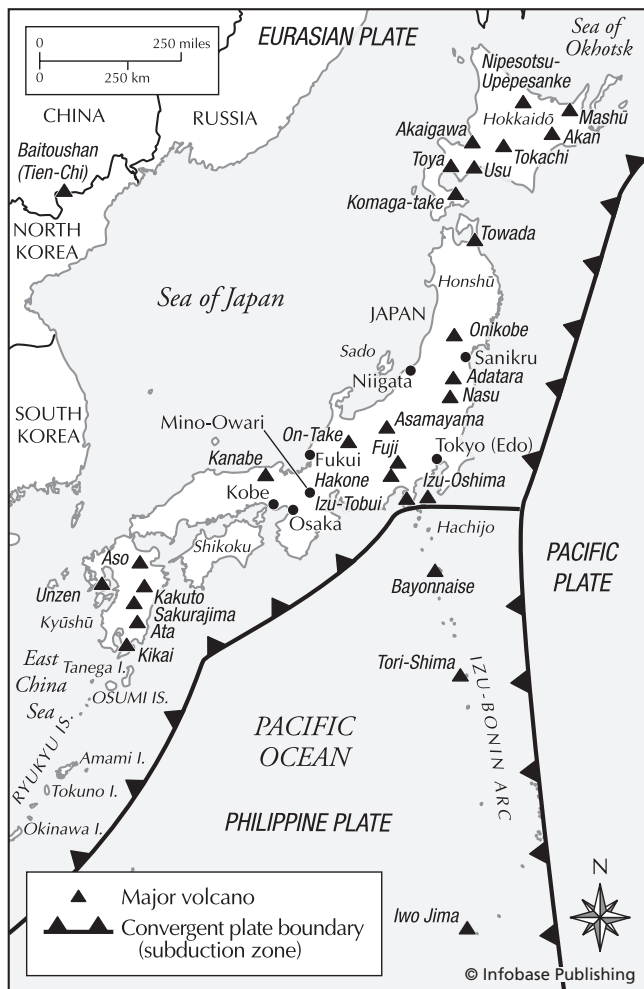 0
250 miles
0
250 km
EURASIAN PLATE
Sea of
Okhotsk
CHINA
RUSSIA
Nipesotsu-
Upepesanke
Hokkaidō
Mashū
Akaigawa
Akan
Baitoushan
(Tien-Chi)
Toya
Usu
Tokachi
Komaga-take
NORTH
KOREA
Towada
Honshū
Sea of Japan
JAPAN
Onikobe
Sado
Sanikru
Niigata
Adatara
Nasu
SOUTH
KOREA
Mino-Owari
On-Take
Asamayama
Fukui
Fuji
Tokyo (Edo)
Kanabe
Hakone
Izu-Oshima
Kobe
Izu-Tobui
Osaka
Hachijo
Shikoku
PACIFIC
PLATE
Aso
Unzen
Kakuto
Bayonnaise
Sakurajima
Kyūshū
Ata
Kikai
East
China
Sea
Tanega I.
Tori-Shima
OSUMI IS.
IZU-BONIN ARC
RYUKYU IS.
PACIFIC
OCEAN
Amami I.
Tokuno I.
Okinawa I.
PHILIPPINE PLATE
N
Major volcano
Convergent plate boundary
(subduction zone)
Iwo Jima
© Infobase Publishing